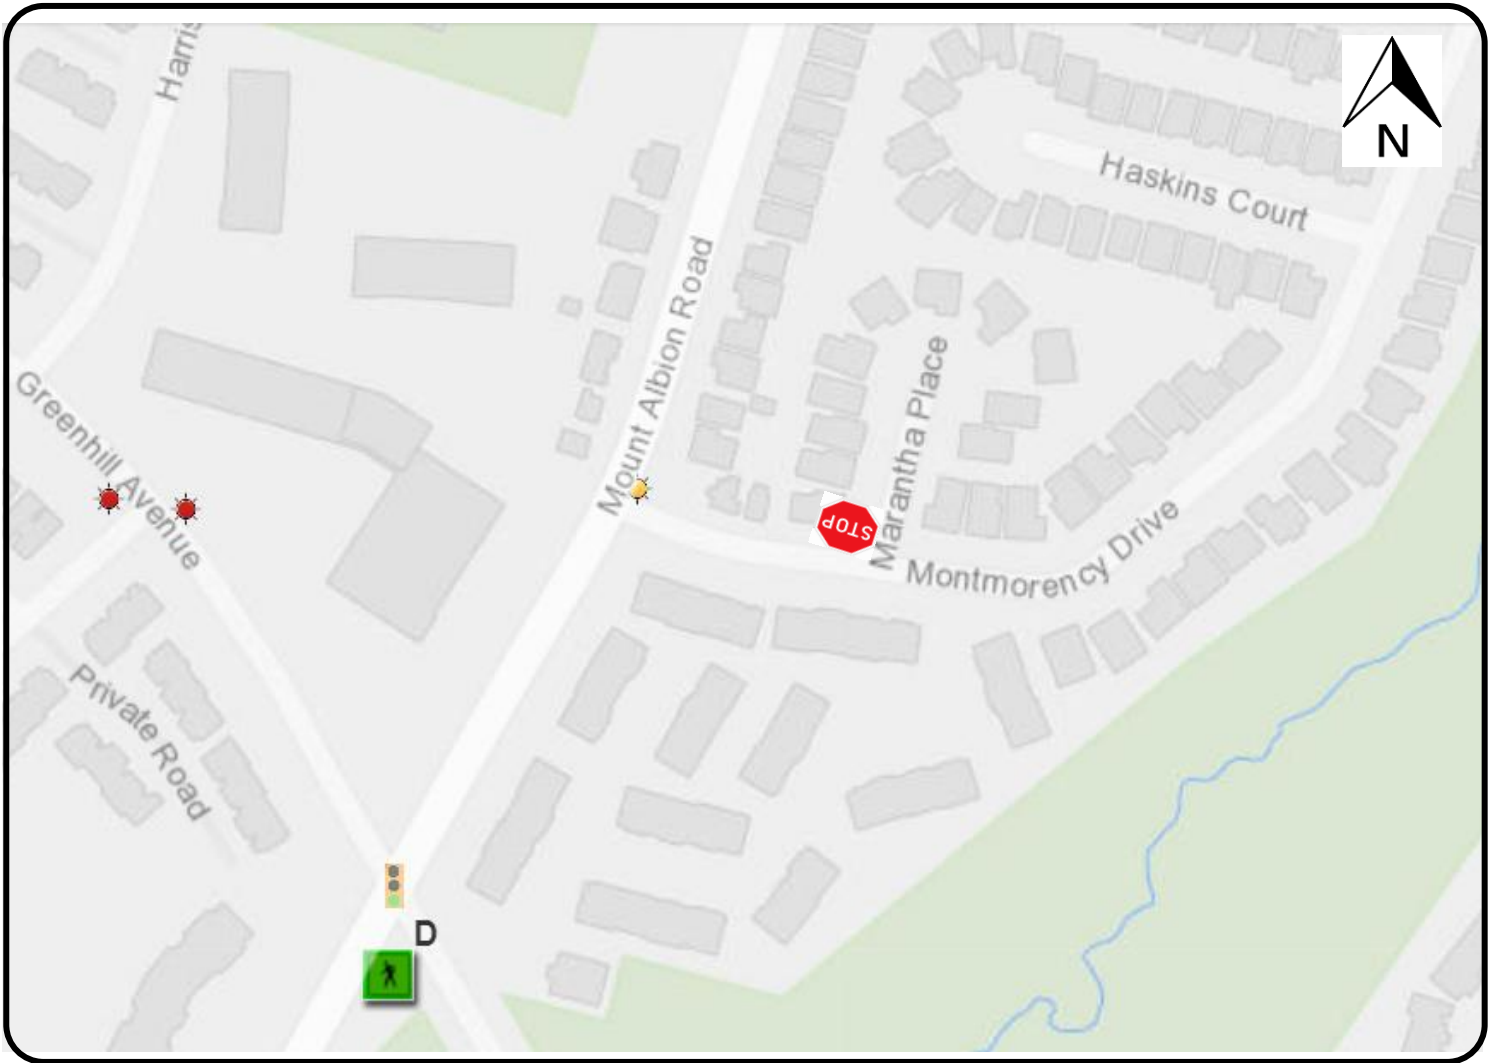 Harris
N
Haskins Court
Mount Albion Road
Marantha Place
Greenhill Avenue
STOP
Montmorency Drive
Private Road
D